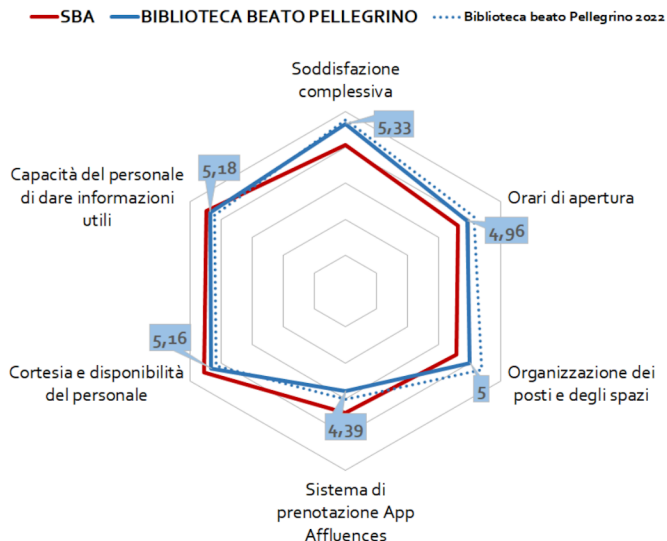 SBA BIBLIOTECA BEATO PELLEGRINO Biblioteca beato Pellegrino 2022
Soddisfazione
complessiva
5,33
Orari di apertura
4,96
Organizzazione dei
posti e degli spazi
5
Sistema di
prenotazione App
Affluences
4,39
Cortesia e disponibilità
del personale
5,16
Capacità del personale
di dare informazioni
utili
5,18